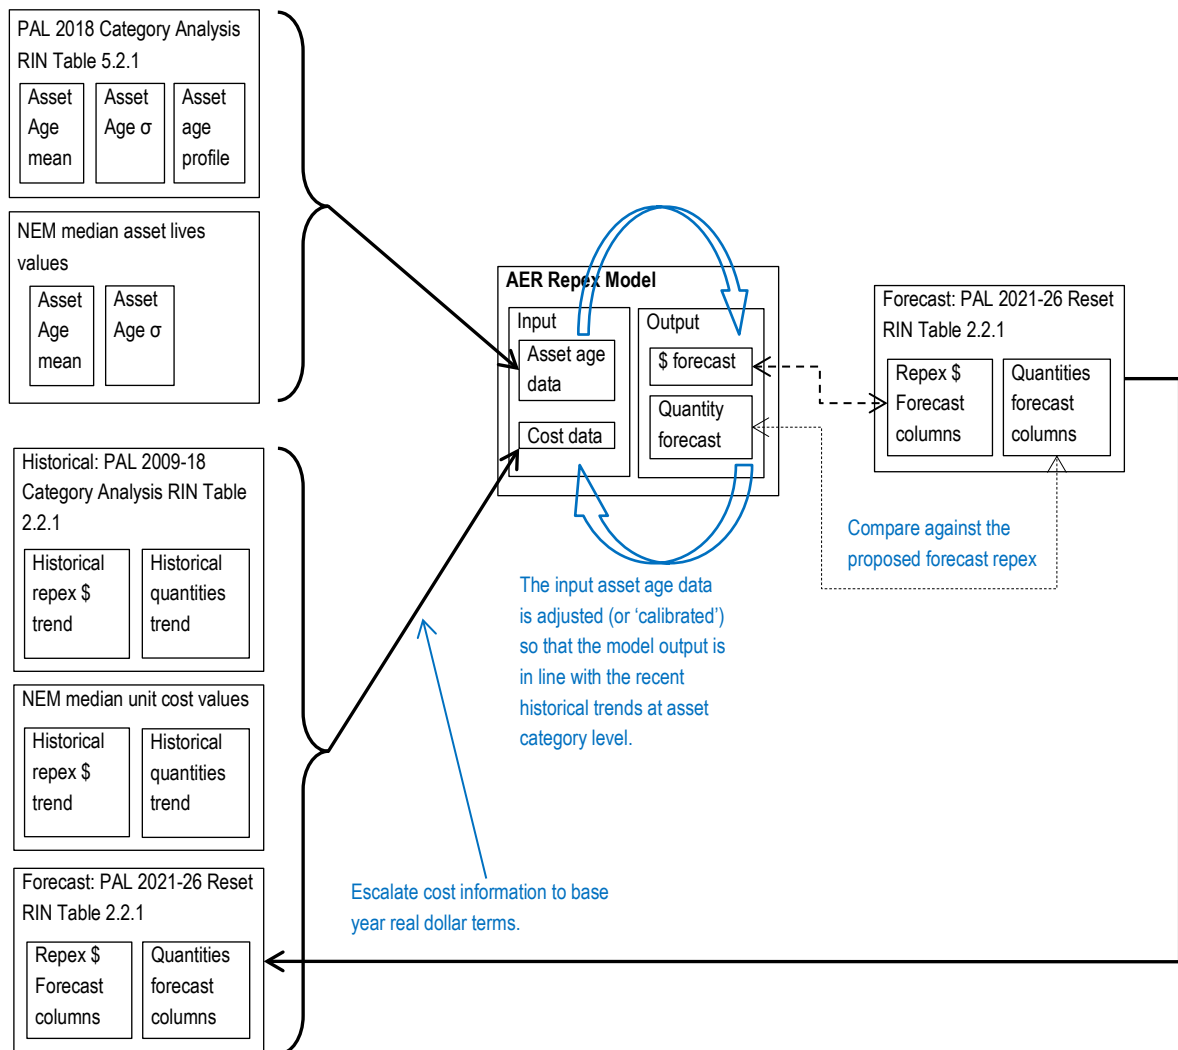 PAL 2018 Category Analysis
RIN Table 5.2.1
Asset
Age
mean
Asset
Age σ
Asset
age
profile
NEM median asset lives
values
Asset
Age
mean
Asset
Age σ
Historical: PAL 2009-18
Category Analysis RIN Table
2.2.1
Historical
repex $
trend
Historical
quantities
trend
NEM median unit cost values
Historical
repex $
trend
Historical
quantities
trend
Forecast: PAL 2021-26 Reset
RIN Table 2.2.1
Repex $
Forecast
columns
Quantities
forecast
columns
AER Repex Model
Input
Asset age
data
Cost data
Output
$ forecast
Quantity
forecast
The input asset age data
is adjusted (or ‘calibrated’)
so that the model output is
in line with the recent
historical trends at asset
category level.
Escalate cost information to base
year real dollar terms.
Forecast: PAL 2021-26 Reset
RIN Table 2.2.1
Repex $
Forecast
columns
Quantities
forecast
columns
Compare against the
proposed forecast repex